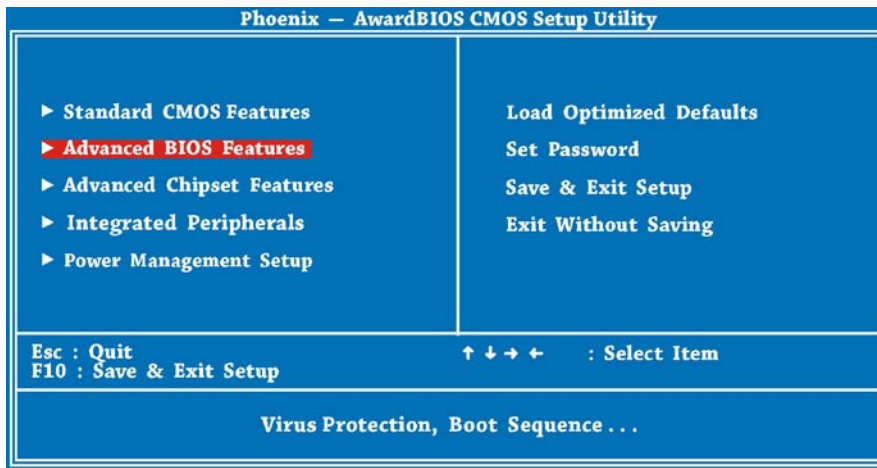 Phoenix — AwardBIOS CMOS Setup Utility
► Standard CMOS Features
► Advanced BIOS Features
► Advanced Chipset Features
► Integrated Peripherals
► Power Management Setup
Load Optimized Defaults
Set Password
Save & Exit Setup
Exit Without Saving
Esc : Quit
F10 : Save & Exit Setup
↑ ↓ → ← : Select Item
Virus Protection, Boot Sequence . . .